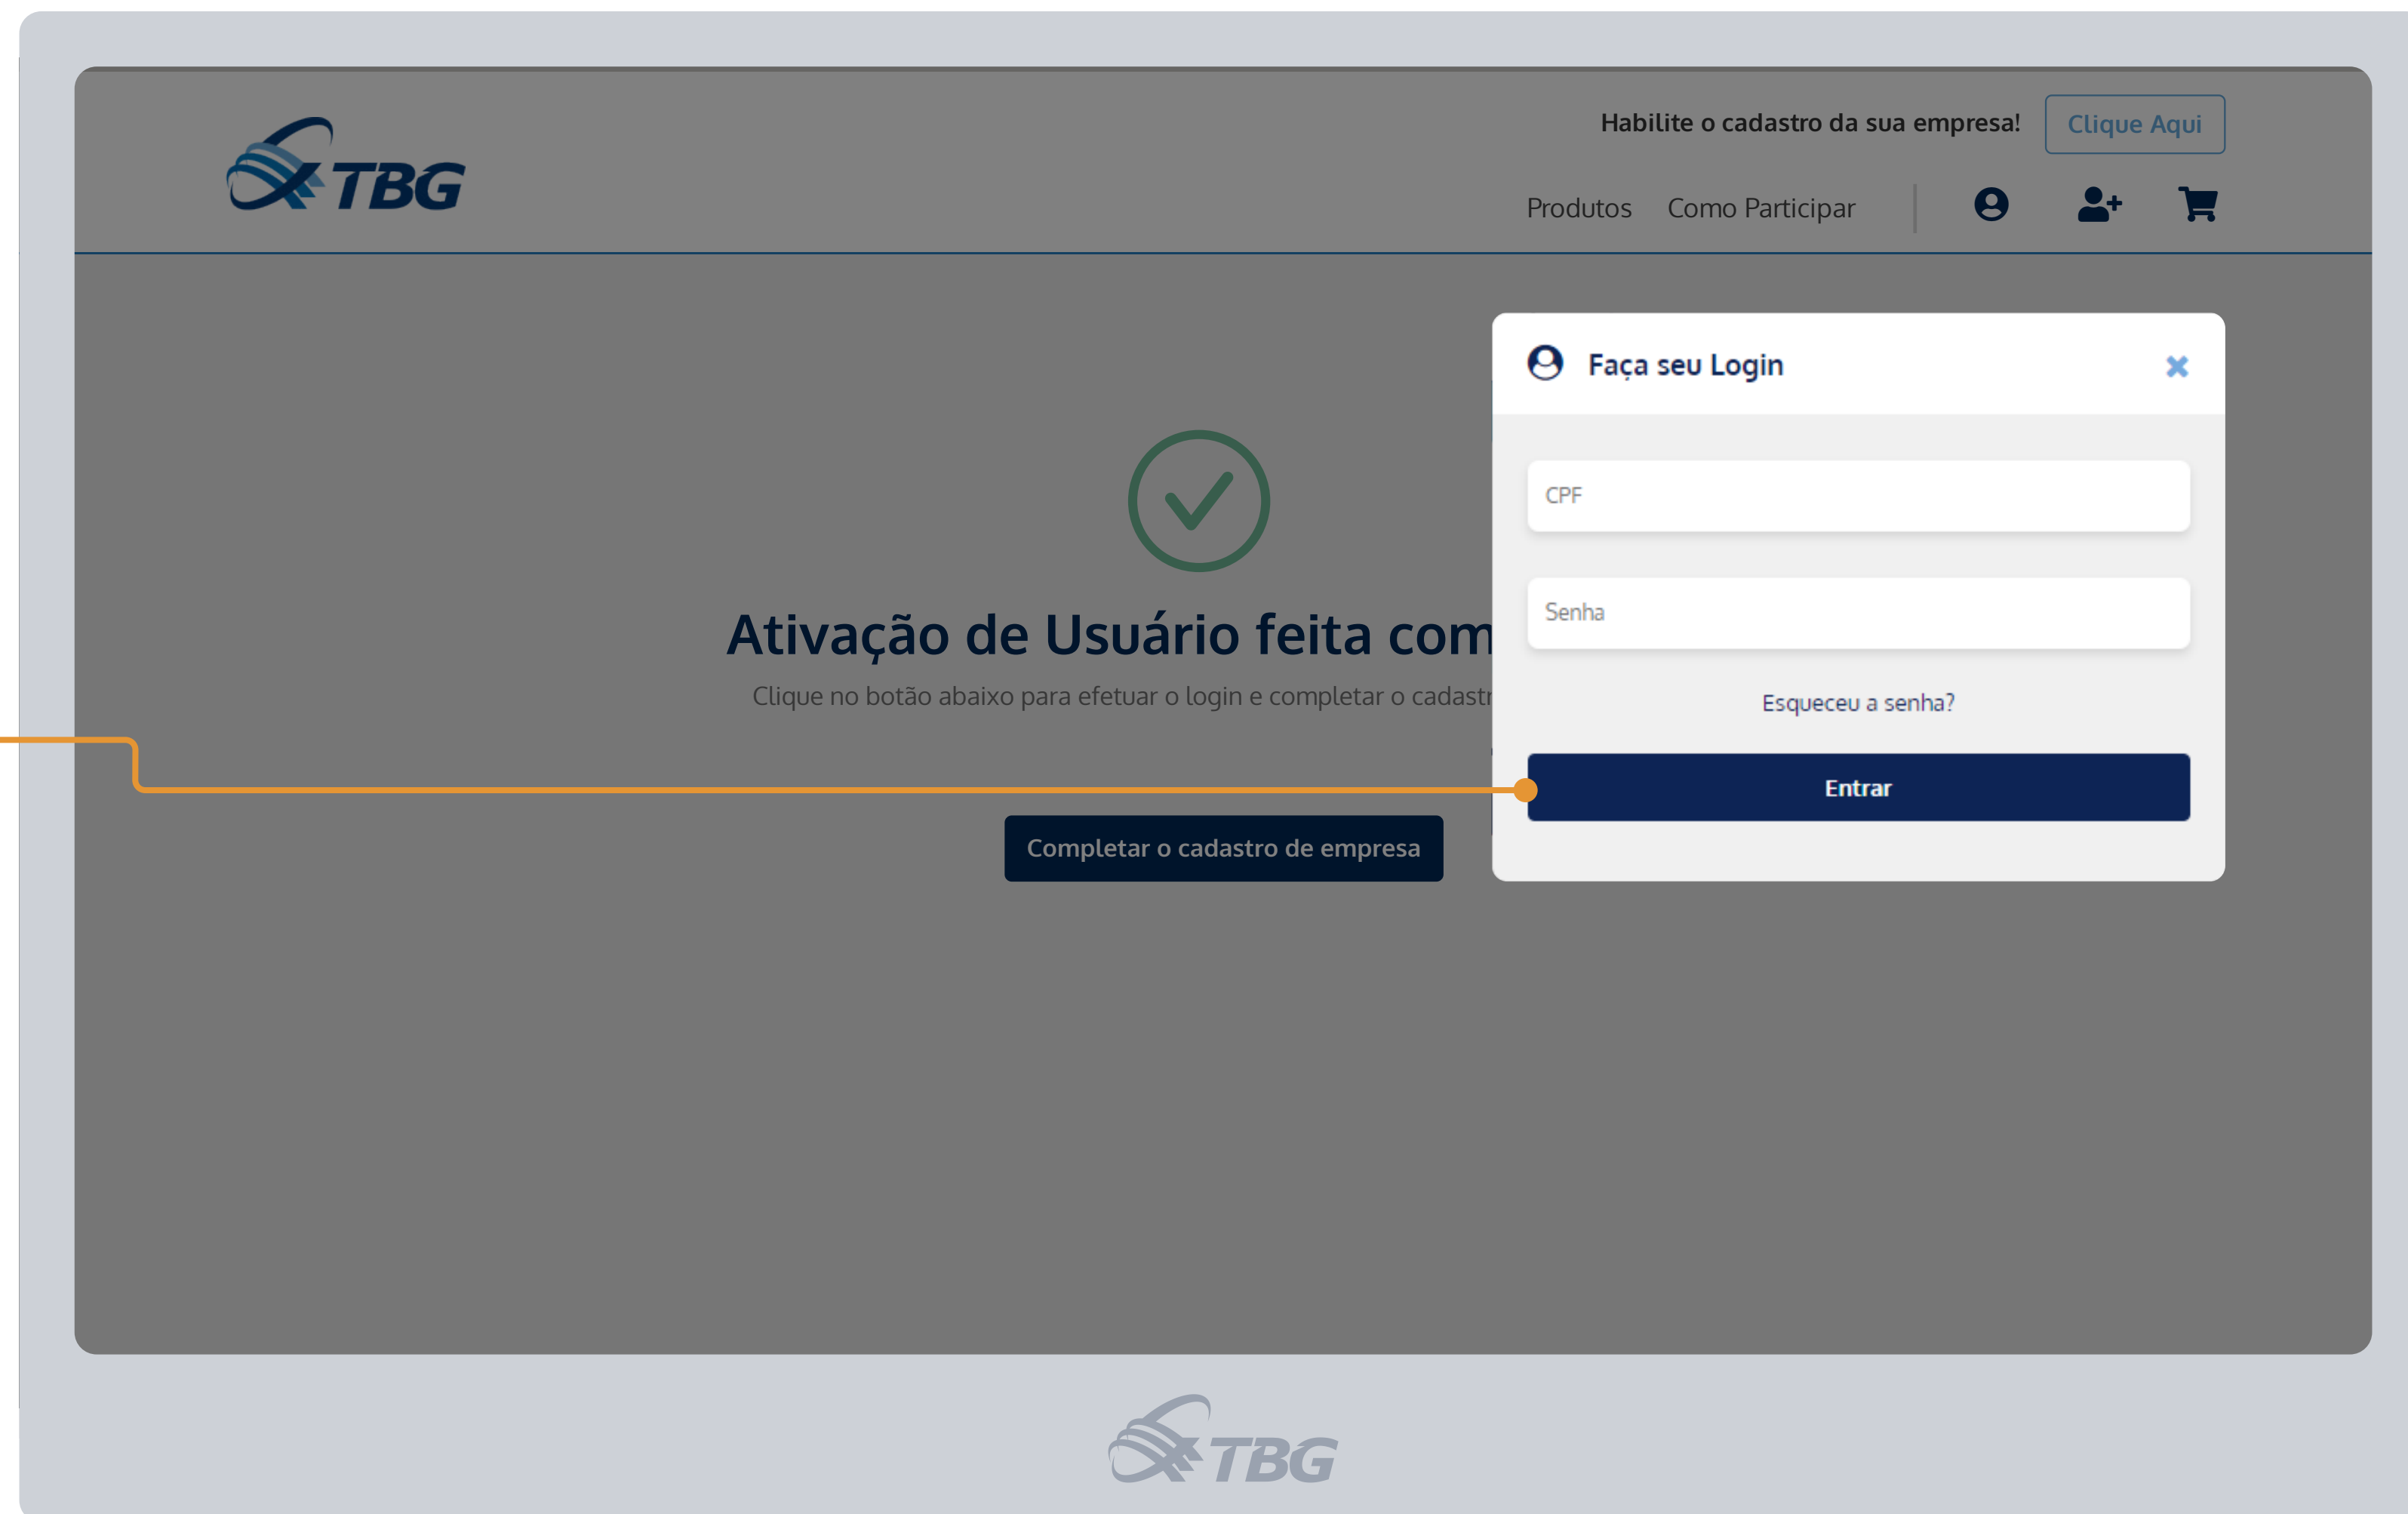 TBG
Habilite o cadastro da sua empresa!
Clique Aqui
Produtos
Como Participar
Faça seu Login
CPF
Senha
Esqueceu a senha?
Entrar
Ativação de Usuário feita com
Clique no botão abaixo para efetuar o login e completar o
Completar o cadastro de empresa
TBG